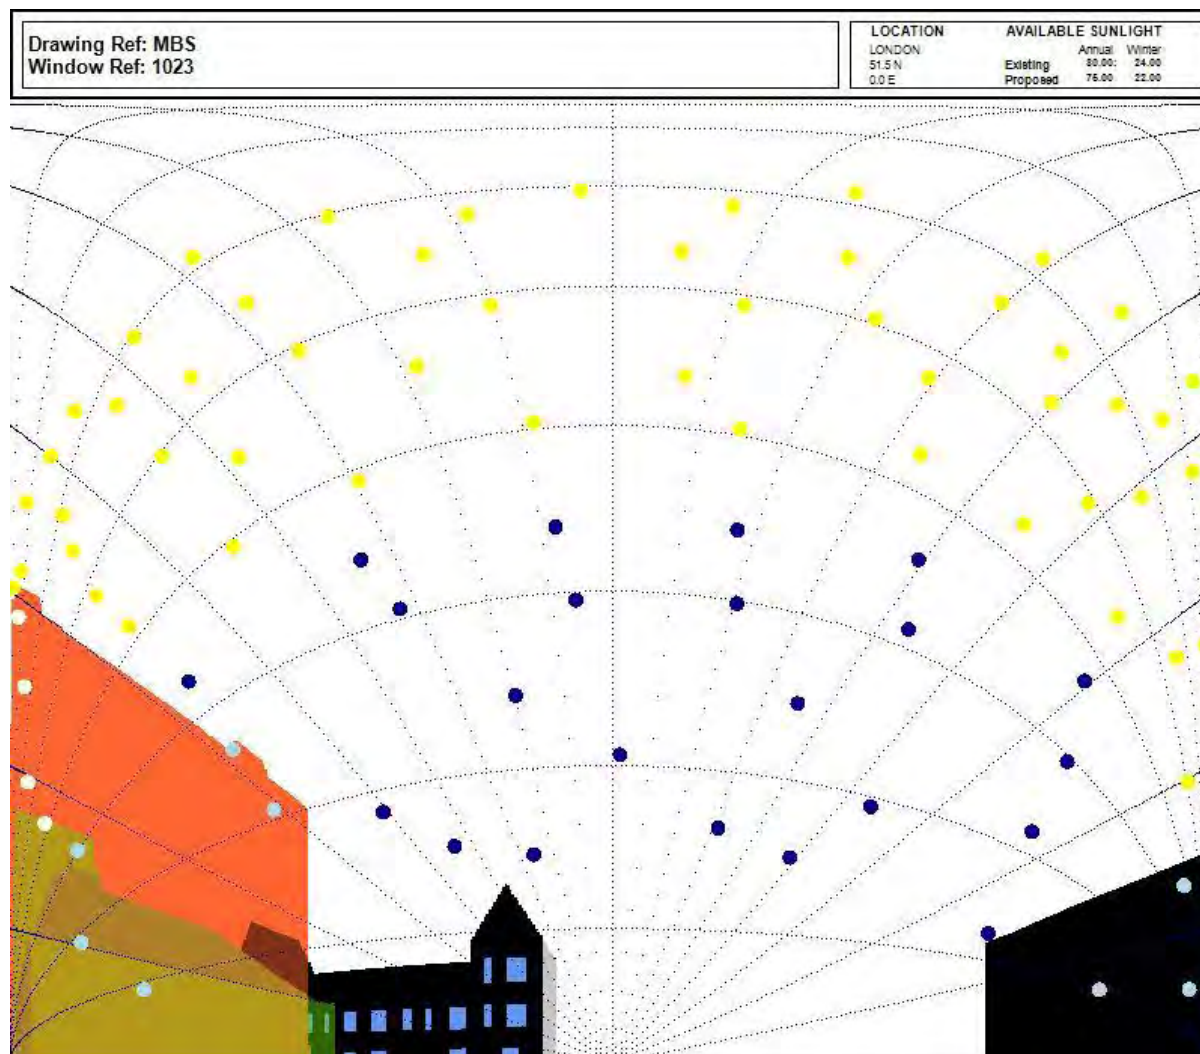 Drawing Ref: MBS
Window Ref: 1023
LOCATION
LONDON
51.5 N
0.0 E
AVAILABLE SUNLIGHT
Annual Winter
Existing 80.00: 24.00
Proposed 76.00 22.00